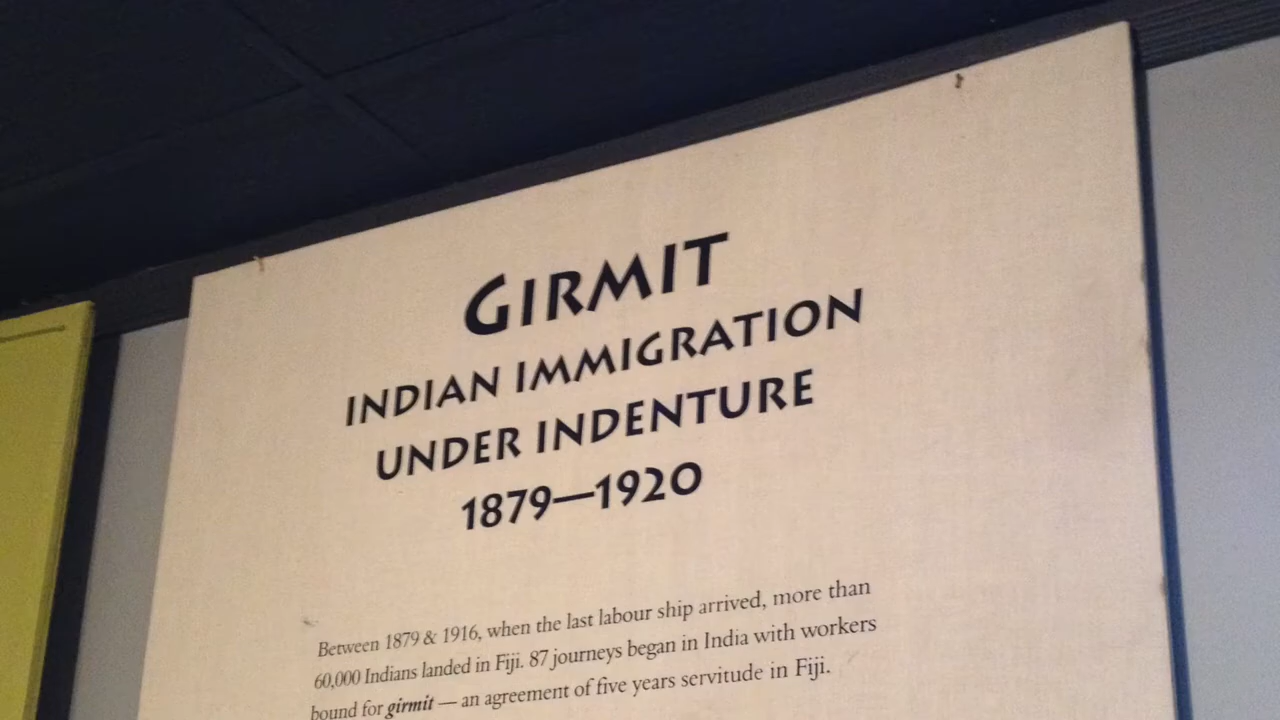 GIRMIT
INDIAN IMMIGRATION
UNDER INDENTURE
1879—1920
Between 1879 & 1916, when the last labour ship arrived, more than
60,000 Indians landed in Fiji. 87 journeys began in India with workers
bound for girmit — an agreement of five years servitude in Fiji.